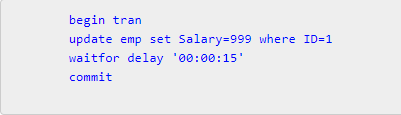 begin tran
update emp set Salary=999 where ID=1
waitfor delay '00:00:15'
commit